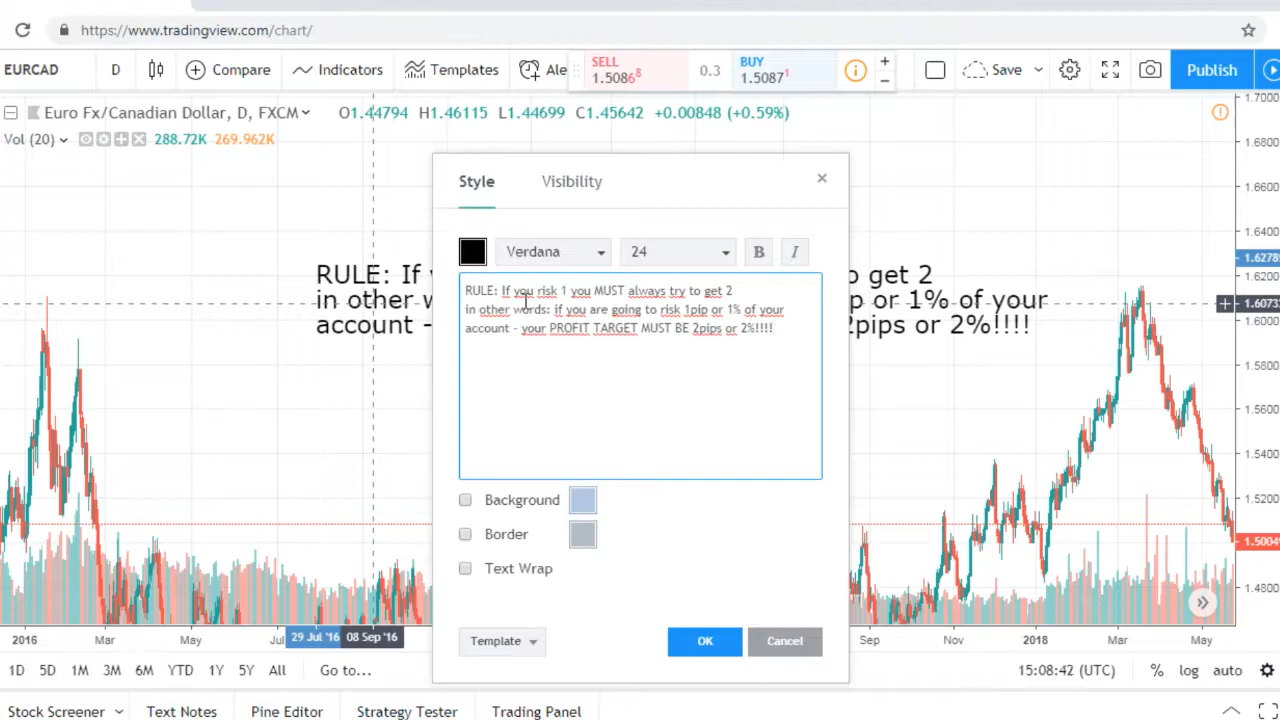 https://www.tradingview.com/chart/
EURCAD D Compare Indicators Templates Ale SELL 1.50868 0.3 BUY 1.50871 Save Publish
Euro Fx/Canadian Dollar, D, FXCM O1.44794 H1.46115 L1.44699 C1.45642 +0.00848 (+0.59%)
Vol (20) 288.72K 269.962K
1.7000
1.6800
1.6600
1.6400
1.6278
1.6200
1.6073
1.5800
1.5600
1.5400
1.5200
1.5004
1.4800
RULE: If to get 2
in other p or 1% of your
account - 2pips or 2%!!!!
Style Visibility
Verdana 24 B I
RULE: If you risk 1 you MUST always try to get 2
in other words: if you are going to risk 1pip or 1% of your
account - your PROFIT TARGET MUST BE 2pips or 2%!!!!
Background
Border
Text Wrap
Template OK Cancel
2016 Mar May Jul 29 Jul '16 08 Sep '16 Sep Nov 2018 Mar May
1D 5D 1M 3M 6M YTD 1Y 5Y All Go to... 15:08:42 (UTC) % log auto
Stock Screener Text Notes Pine Editor Strategy Tester Trading Panel